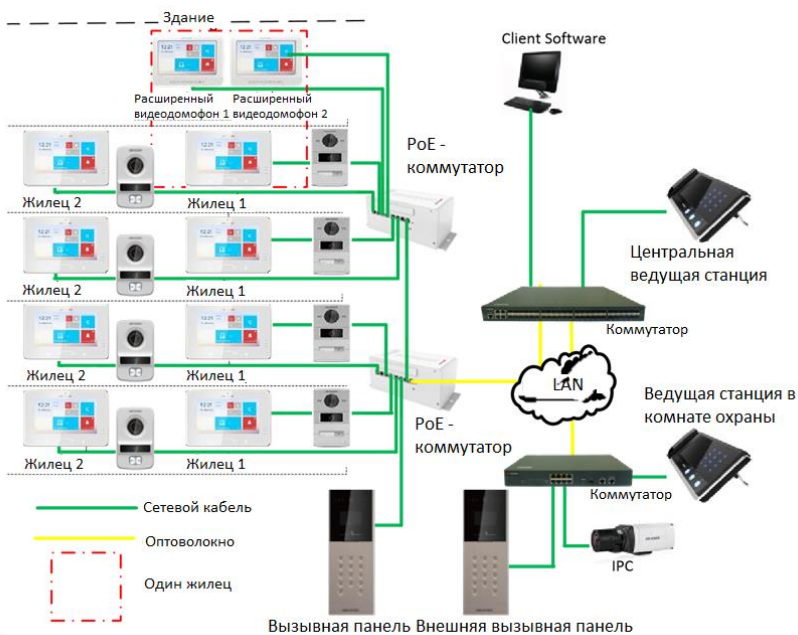 Здание
Client Software
Расширенный
видеодомофон 1
Расширенный
видеодомофон 2
PoE -
коммутатор
Жилец 2
Жилец 1
Центральная
ведущая станция
Жилец 2
Жилец 1
Коммутатор
Жилец 2
Жилец 1
LAN
Ведущая станция в
комнате охраны
PoE -
коммутатор
Жилец 2
Жилец 1
Коммутатор
Сетевой кабель
Оптоволокно
IPC
Один жилец
Вызывная панель
Внешняя вызывная панель